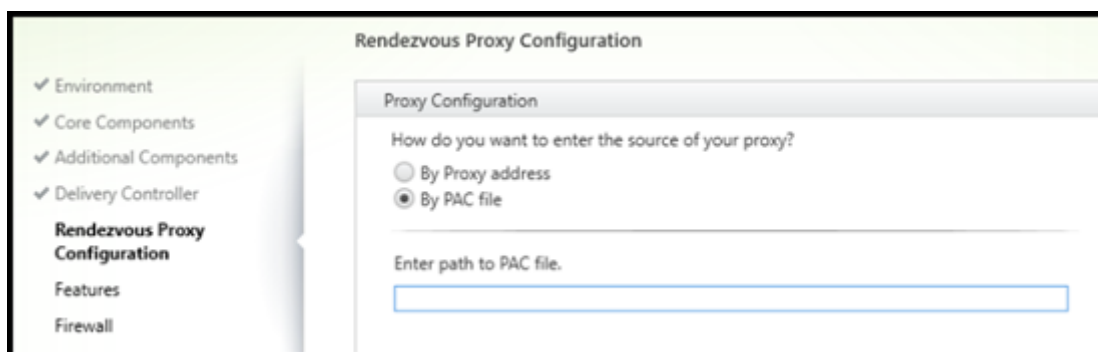 Rendezvous Proxy Configuration
Environment
Core Components
Additional Components
Delivery Controller
Rendezvous Proxy
Configuration
Features
Firewall
Proxy Configuration
How do you want to enter the source of your proxy?
By Proxy address
By PAC file
Enter path to PAC file.